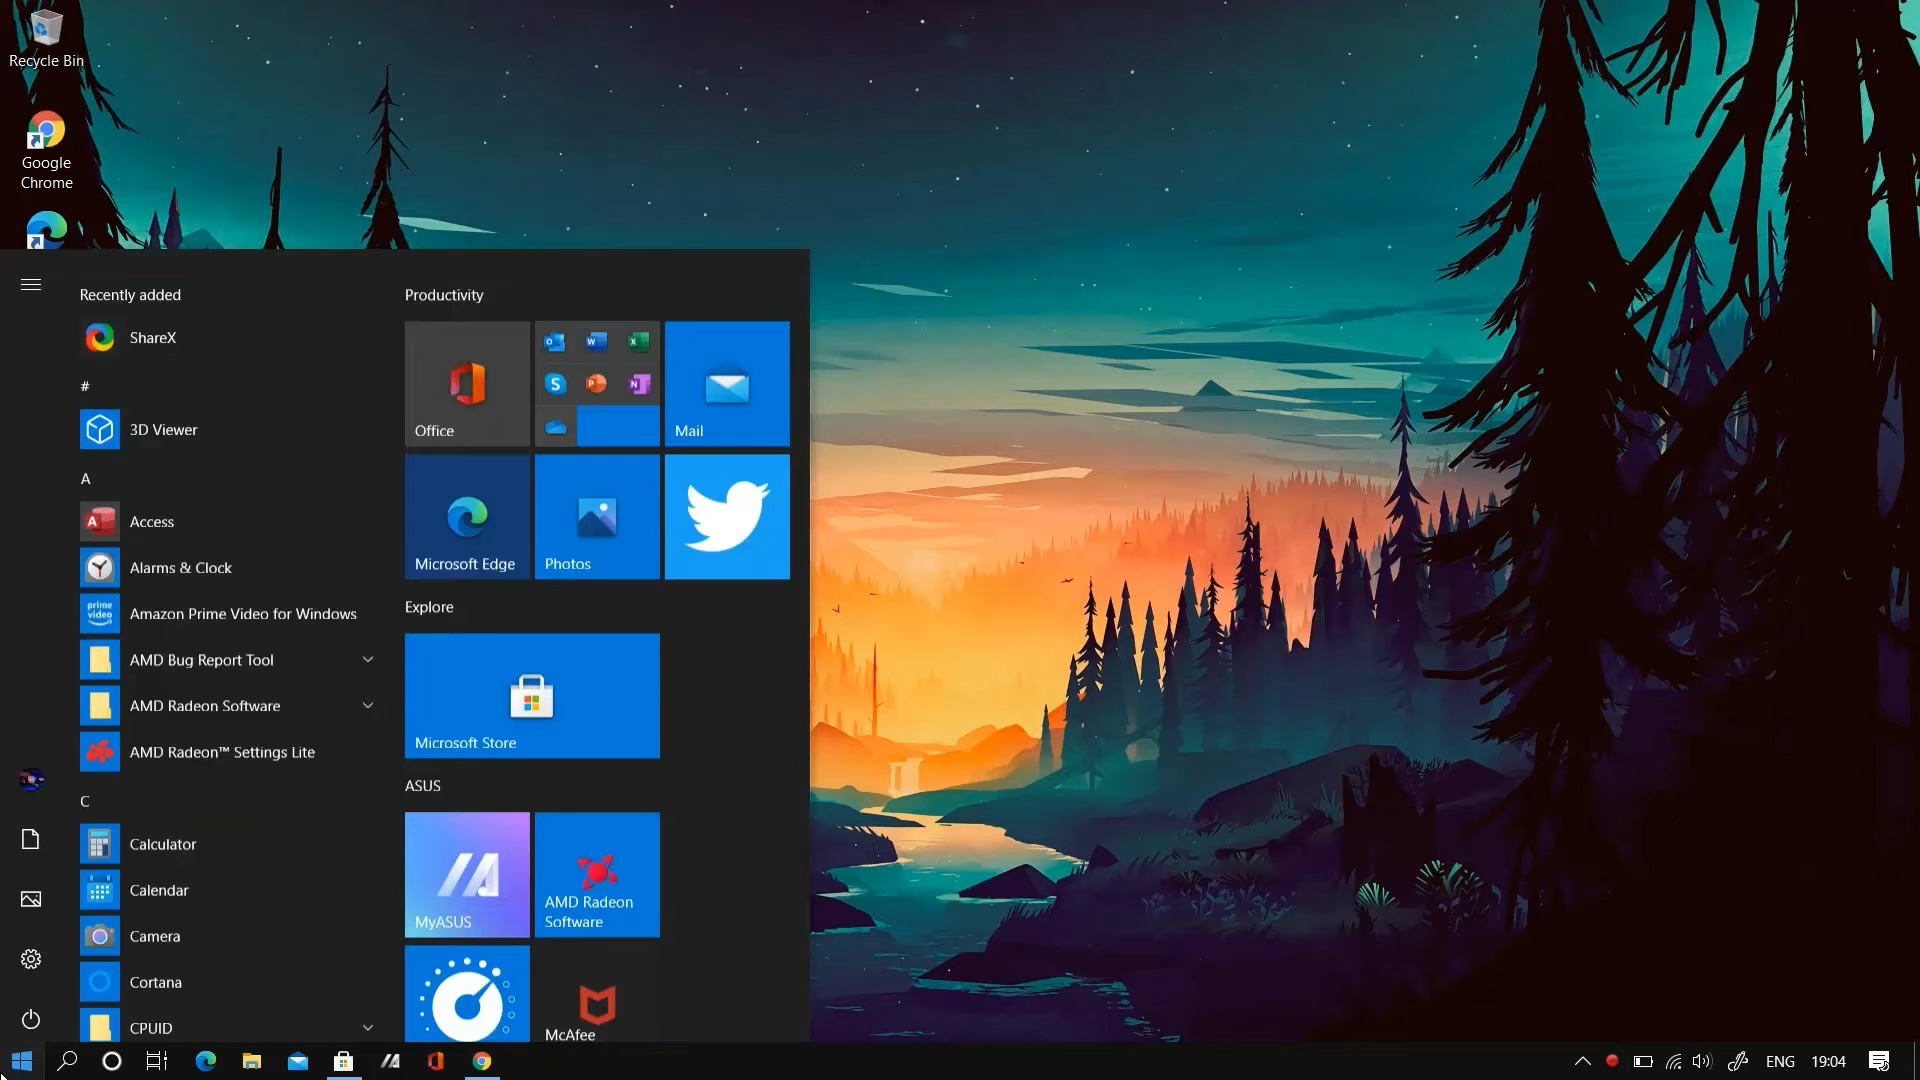 Recycle Bin
Google
Chrome
Recently added
ShareX
#
3D Viewer
A
Access
Alarms & Clock
prime
video
Amazon Prime Video for Windows
AMD Bug Report Tool
AMD Radeon Software
AMD Radeon™ Settings Lite
C
Calculator
Calendar
Camera
Cortana
CPUID
Productivity
Office
Mail
Microsoft Edge
Photos
Explore
Microsoft Store
ASUS
MyASUS
AMD Radeon
Software
McAfee
ENG
19:04